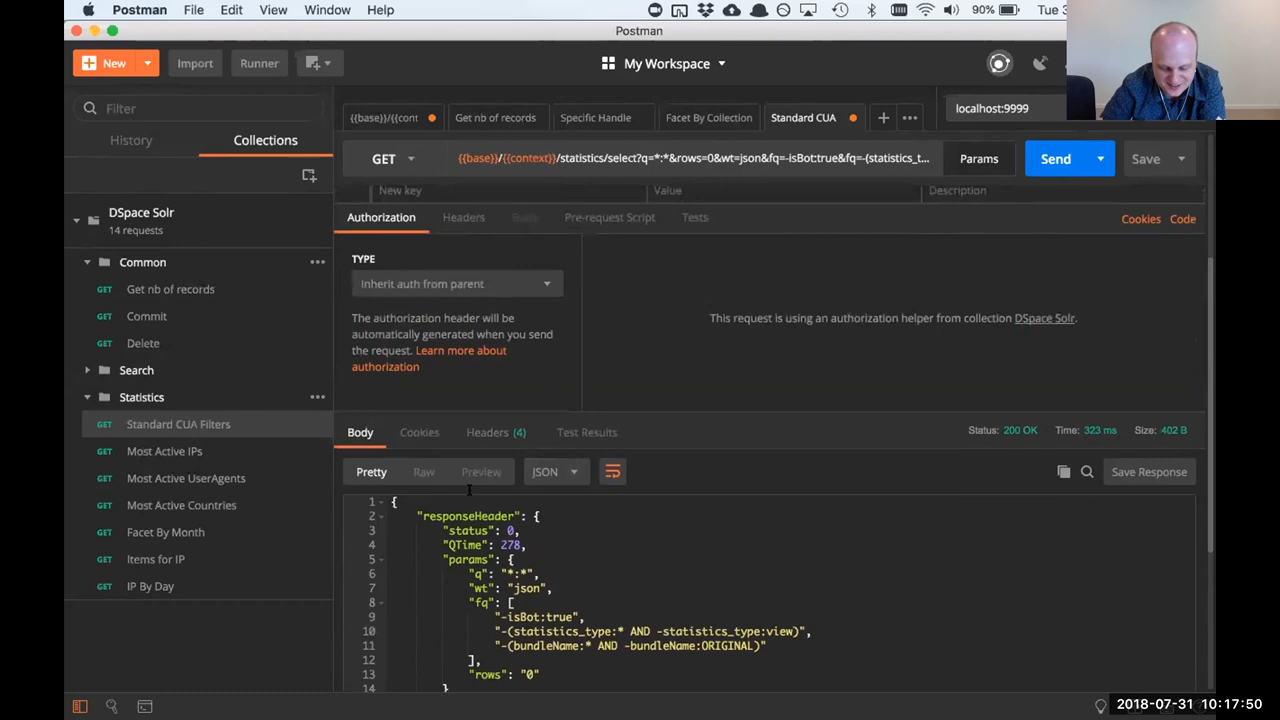 Postman File Edit View Window Help 90% Tue 3
Postman
New Import Runner My Workspace
Filter
History Collections
{{base}}/{{cont Get nb of records Specific Handle Facet By Collection Standard CUA localhost:9999
GET {{base}}/{{context}}/statistics/select?q=*:*&rows=0&wt=json&fq=-isBot:true&fq=-(statistics_t... Params Send Save
New key Value Description
Authorization Headers Body Pre-request Script Tests Cookies Code
DSpace Solr
14 requests
Common
GET Get nb of records
GET Commit
GET Delete
Search
Statistics
GET Standard CUA Filters
GET Most Active IPs
GET Most Active UserAgents
GET Most Active Countries
GET Facet By Month
GET Items for IP
GET IP By Day
TYPE
Inherit auth from parent
The authorization header will be
automatically generated when you send
the request. Learn more about
authorization
This request is using an authorization helper from collection DSpace Solr.
Body Cookies Headers (4) Test Results Status: 200 OK Time: 323 ms Size: 402 B
Pretty Raw Preview JSON Save Response
1 {
2 "responseHeader": {
3 "status": 0,
4 "QTime": 278,
5 "params": {
6 "q": "*:*",
7 "wt": "json",
8 "fq": [
9 "-isBot:true",
10 "-(statistics_type:* AND -statistics_type:view)",
11 "-(bundleName:* AND -bundleName:ORIGINAL)"
12 ],
13 "rows": "0"
14 }
2018-07-31 10:17:50